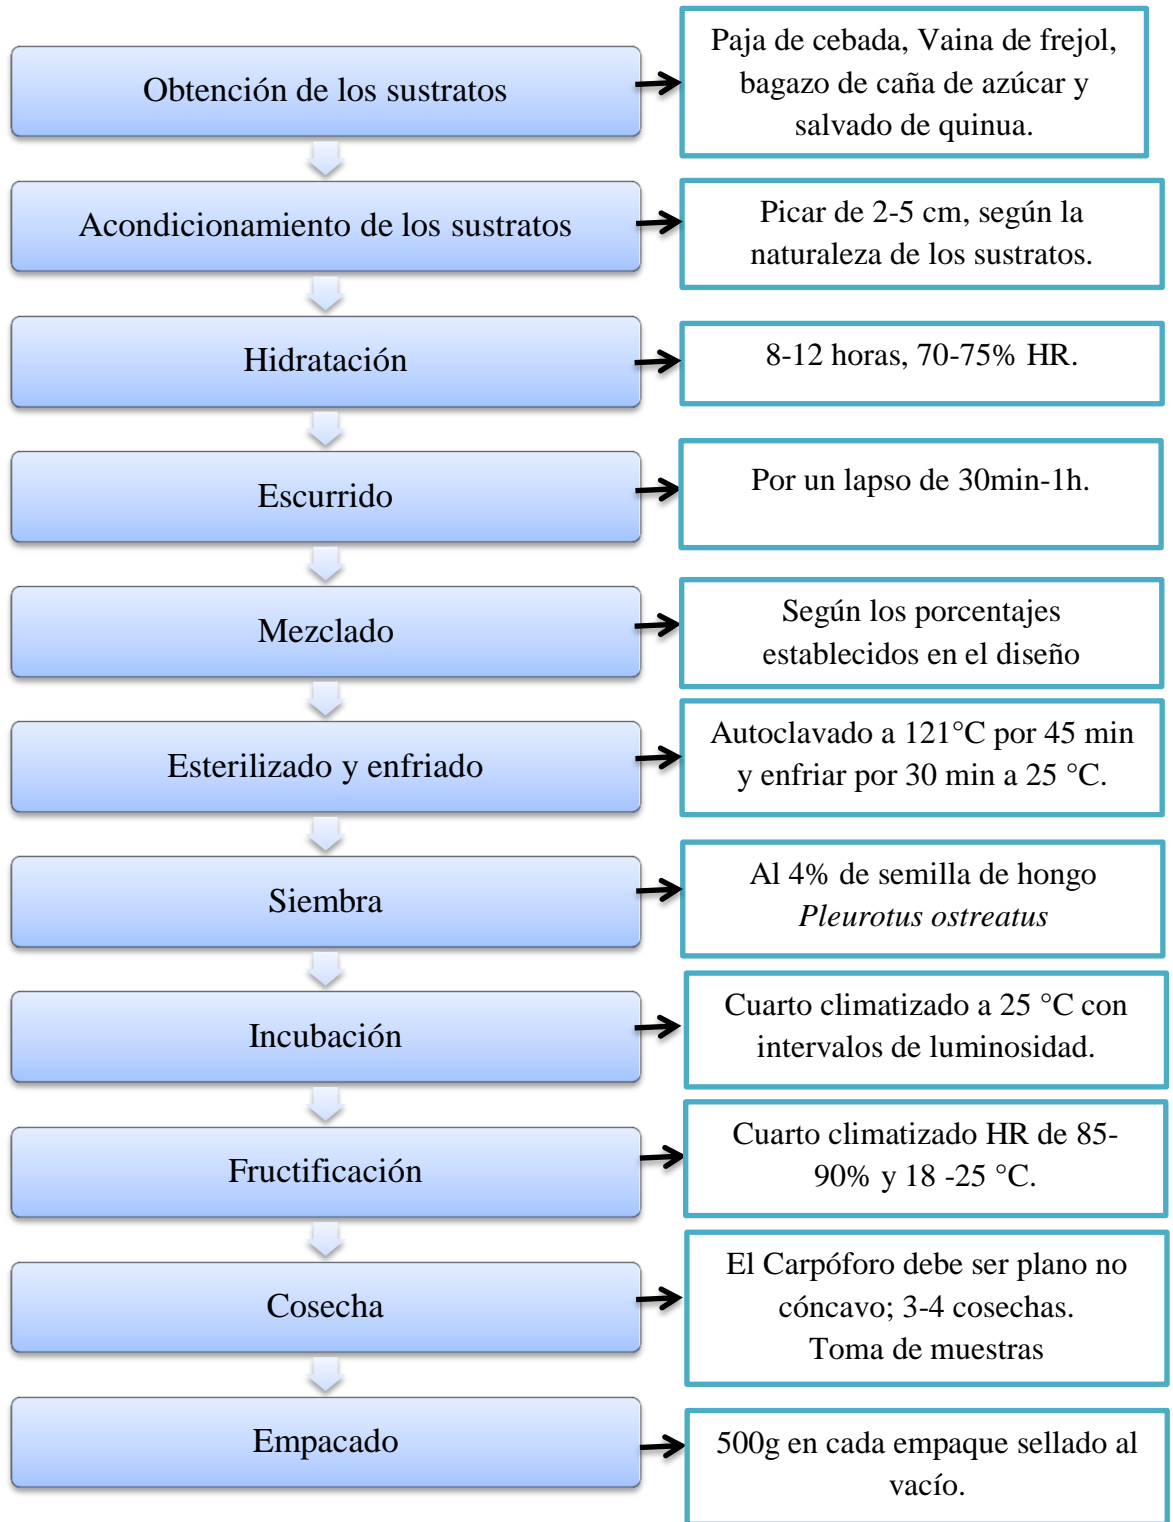 Obtención de los sustratos
Paja de cebada, Vaina de frejol,
bagazo de caña de azúcar y
salvado de quinua.
Acondicionamiento de los sustratos
Picar de 2-5 cm, según la
naturaleza de los sustratos.
Hidratación
8-12 horas, 70-75% HR.
Escurrido
Por un lapso de 30min-1h.
Mezclado
Según los porcentajes
establecidos en el diseño
Esterilizado y enfriado
Autoclavado a 121°C por 45 min
y enfriar por 30 min a 25 °C.
Siembra
Al 4% de semilla de hongo
Pleurotus ostreatus
Incubación
Cuarto climatizado a 25 °C con
intervalos de luminosidad.
Fructificación
Cuarto climatizado HR de 85-
90% y 18 -25 °C.
Cosecha
El Carpóforo debe ser plano no
cóncavo; 3-4 cosechas.
Toma de muestras
Empacado
500g en cada empaque sellado al
vacío.